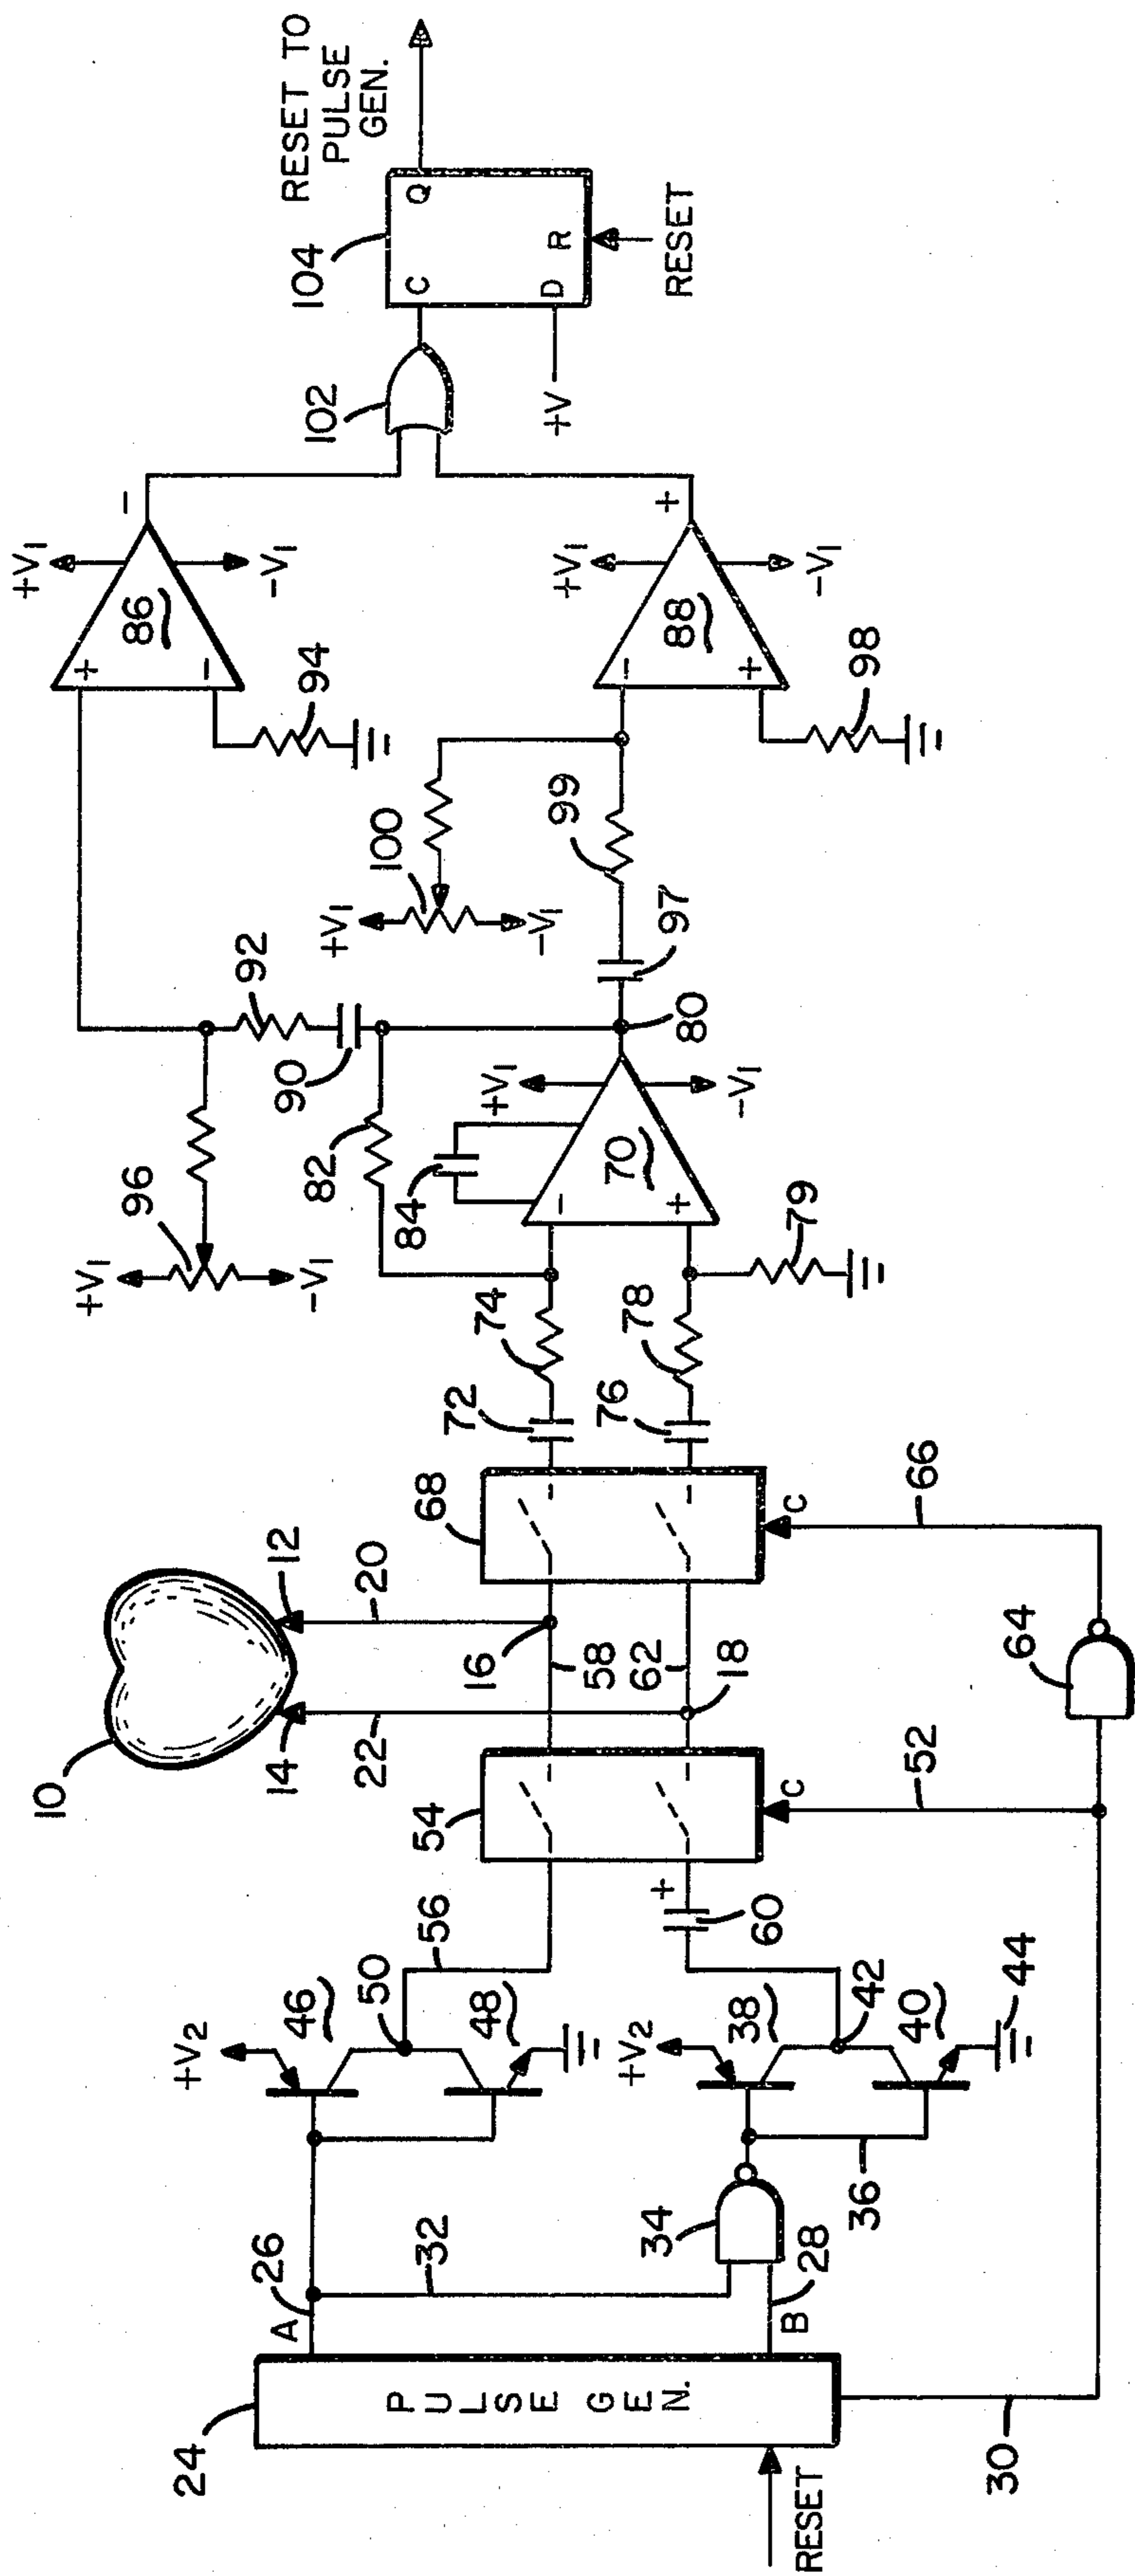 10
14
12
22
20
16
58
62
18
24
PULSE GEN.
RESET
A
26
32
B
28
34
36
30
+V2
46
50
48
56
+V2
38
42
40
44
+
60
54
C
52
68
C
66
64
72
74
76
78
79
-
+
70
84
82
+V1
-V1
80
90
92
96
+V1
-V1
97
99
100
+V1
-V1
+
-
86
+V1
-V1
-
94
-
+
88
+V1
-V1
+
98
102
104
C
Q
D
R
+V
RESET
RESET TO
PULSE
GEN.